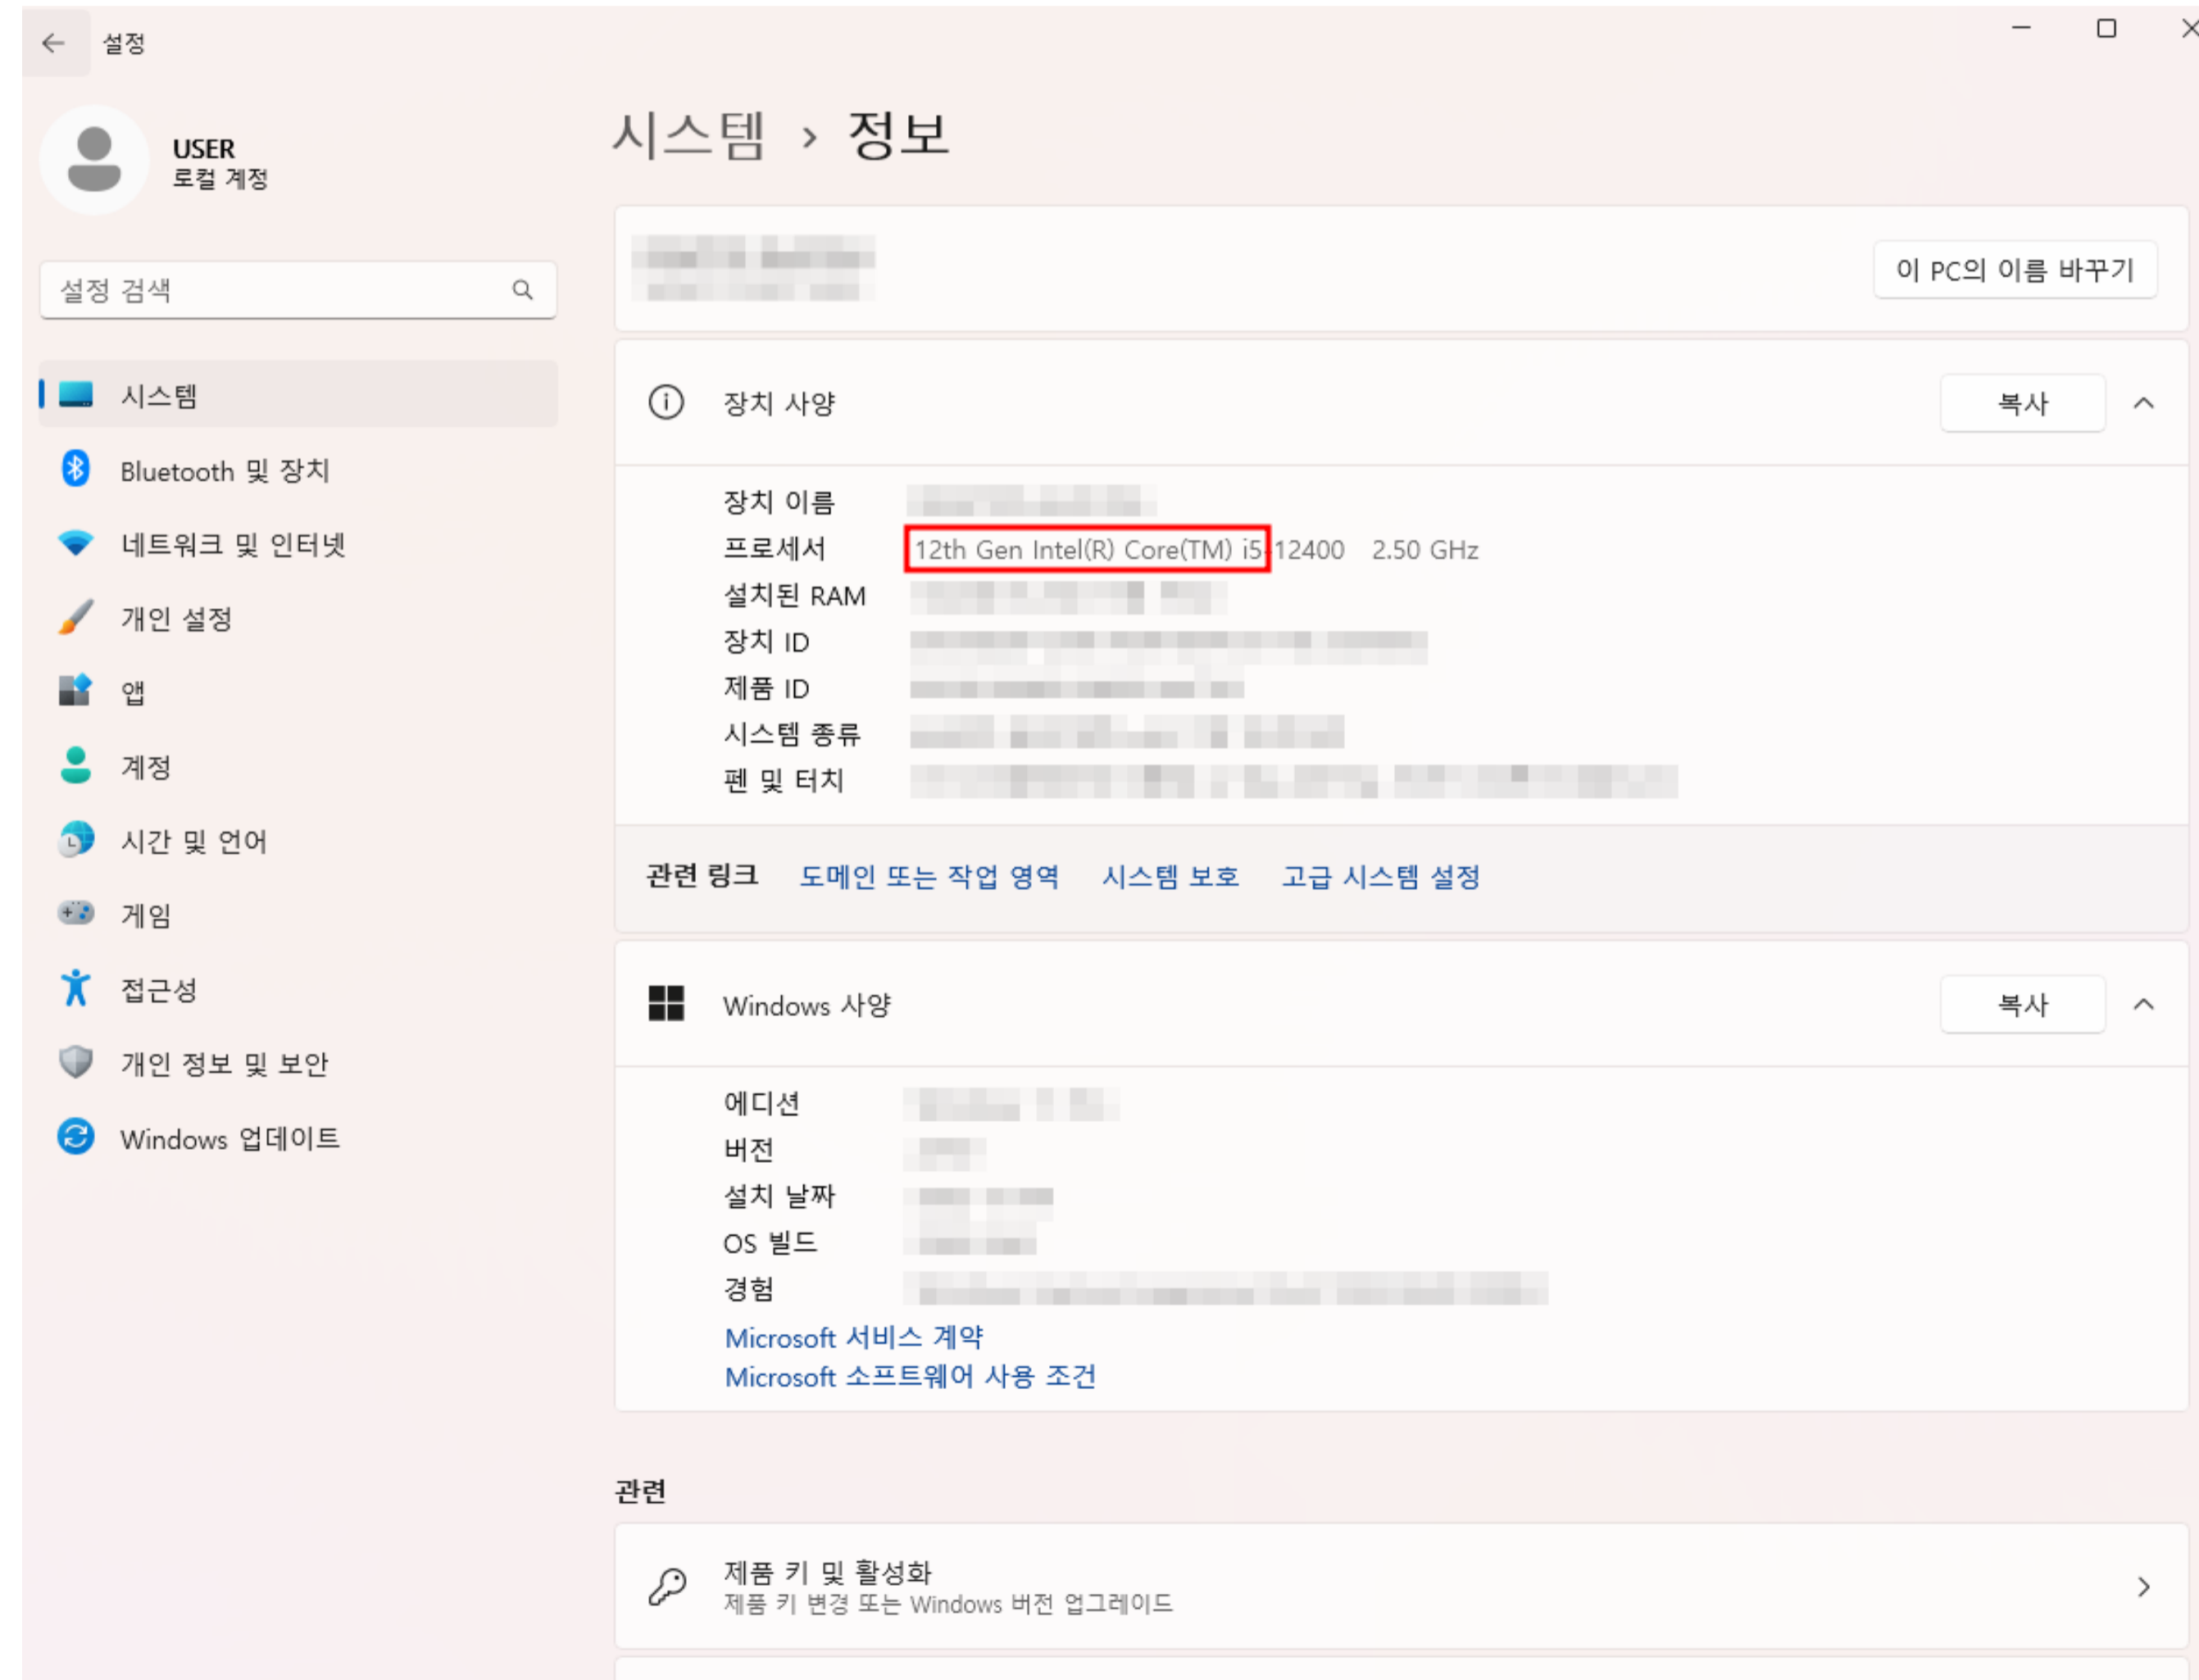 설정
USER
로컬 계정
설정 검색
시스템
Bluetooth 및 장치
네트워크 및 인터넷
개인 설정
앱
계정
시간 및 언어
게임
접근성
개인 정보 및 보안
Windows 업데이트
시스템 › 정보
이 PC의 이름 바꾸기
장치 사양
복사
장치 이름
프로세서 12th Gen Intel(R) Core(TM) i5-12400 2.50 GHz
설치된 RAM
장치 ID
제품 ID
시스템 종류
펜 및 터치
관련 링크 도메인 또는 작업 영역 시스템 보호 고급 시스템 설정
Windows 사양
복사
에디션
버전
설치 날짜
OS 빌드
경험
Microsoft 서비스 계약
Microsoft 소프트웨어 사용 조건
관련
제품 키 및 활성화
제품 키 변경 또는 Windows 버전 업그레이드